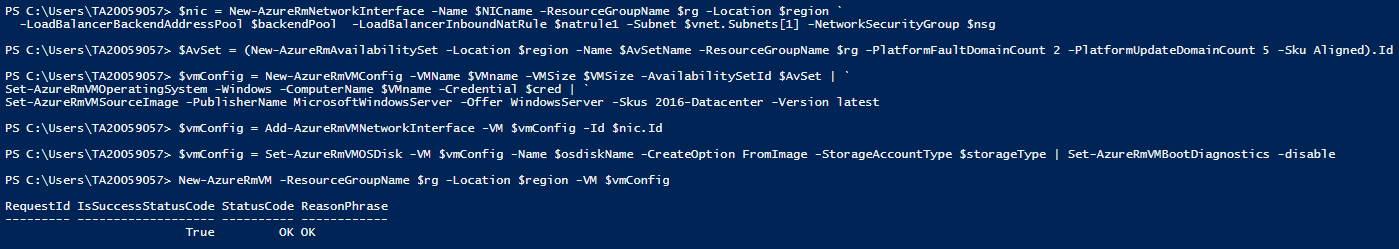 PS C:\Users\TA20059057> $nic = New-AzureRmNetworkInterface -Name $NICname -ResourceGroupName $rg -Location $region `
-LoadBalancerBackendAddressPool $backendPool -LoadBalancerInboundNatRule $natrule1 -Subnet $vnet.Subnets[1] -NetworkSecurityGroup $nsg
PS C:\Users\TA20059057> $AvSet = (New-AzureRmAvailabilitySet -Location $region -Name $AvSetName -ResourceGroupName $rg -PlatformFaultDomainCount 2 -PlatformUpdateDomainCount 5 -Sku Aligned).Id
PS C:\Users\TA20059057> $vmConfig = New-AzureRmVMConfig -VMName $VMname -VMSize $VMSize -AvailabilitySetId $AvSet | `
Set-AzureRmVMOperatingSystem -Windows -ComputerName $VMname -Credential $cred | `
Set-AzureRmVMSourceImage -PublisherName MicrosoftWindowsServer -Offer WindowsServer -Skus 2016-Datacenter -Version latest
PS C:\Users\TA20059057> $vmConfig = Add-AzureRmVMNetworkInterface -VM $vmConfig -Id $nic.Id
PS C:\Users\TA20059057> $vmConfig = Set-AzureRmVMOSDisk -VM $vmConfig -Name $osdiskName -CreateOption FromImage -StorageAccountType $storageType | Set-AzureRmVMBootDiagnostics -disable
PS C:\Users\TA20059057> New-AzureRmVM -ResourceGroupName $rg -Location $region -VM $vmConfig
RequestId IsSuccessStatusCode StatusCode ReasonPhrase
--------- ------------------- ---------- ------------
True OK OK